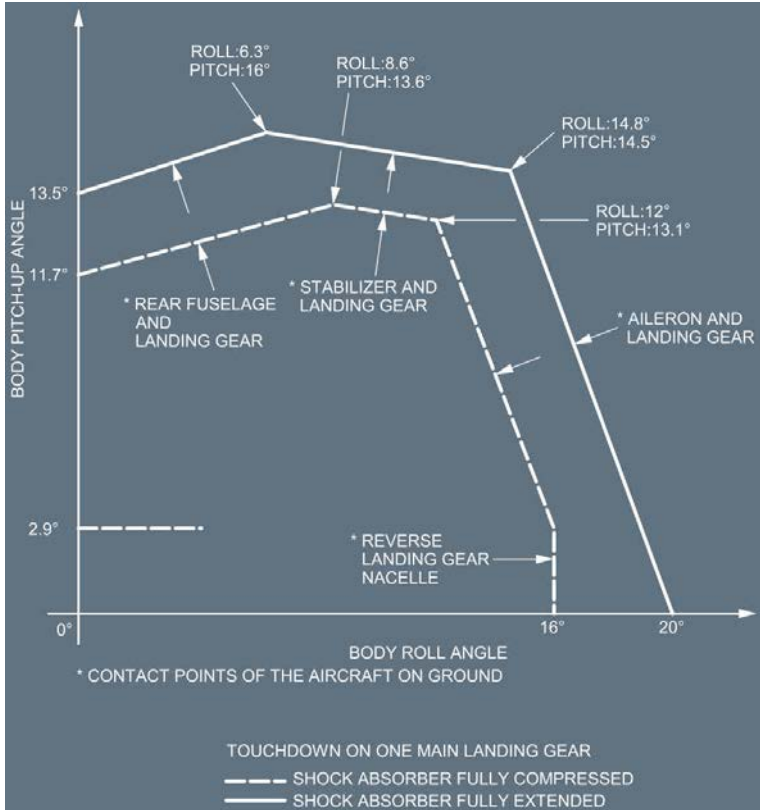 ROLL:6.3°
PITCH:16°
ROLL:8.6°
PITCH:13.6°
ROLL:14.8°
PITCH:14.5°
13.5°
ROLL:12°
PITCH:13.1°
11.7°
* REAR FUSELAGE
AND
LANDING GEAR
* STABILIZER AND
LANDING GEAR
* AILERON AND
LANDING GEAR
BODY PITCH-UP ANGLE
2.9°
* REVERSE
LANDING GEAR
NACELLE
0°
16°
20°
BODY ROLL ANGLE
* CONTACT POINTS OF THE AIRCRAFT ON GROUND
TOUCHDOWN ON ONE MAIN LANDING GEAR
SHOCK ABSORBER FULLY COMPRESSED
SHOCK ABSORBER FULLY EXTENDED